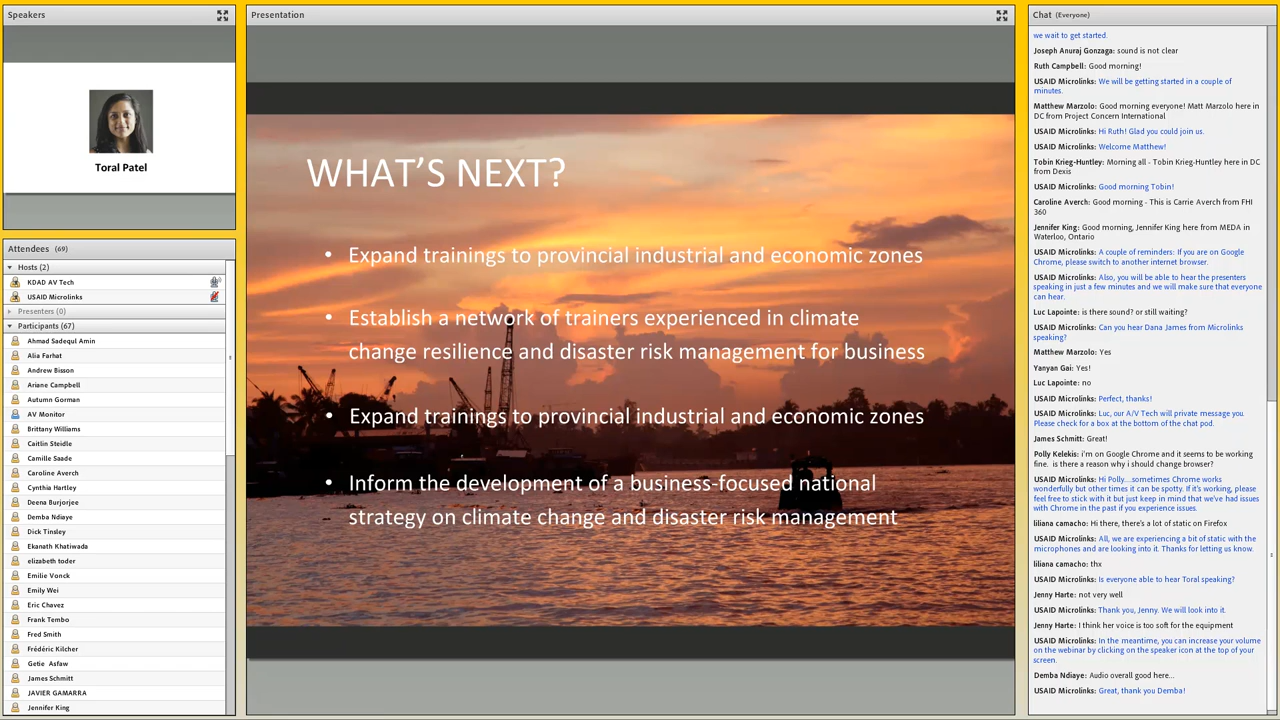 Speakers
Toral Patel
Attendees (69)
Hosts (2)
KDAD AV Tech
USAID Microlinks
Presenters (0)
Participants (67)
Ahmad Sadequl Amin
Alia Farhat
Andrew Bisson
Ariane Campbell
Autumn Gorman
AV Monitor
Brittany Williams
Caitlin Steidle
Camille Saade
Caroline Averch
Cynthia Hartley
Deena Burjorjee
Demba Ndiaye
Dick Tinsley
Ekanath Khatiwada
elizabeth toder
Emilie Vonck
Emily Wei
Eric Chavez
Frank Tembo
Fred Smith
Frédéric Kilcher
Getie Asfaw
James Schmitt
JAVIER GAMARRA
Jennifer King
Presentation
WHAT'S NEXT?
• Expand trainings to provincial industrial and economic zones
• Establish a network of trainers experienced in climate
change resilience and disaster risk management for business
• Expand trainings to provincial industrial and economic zones
• Inform the development of a business-focused national
strategy on climate change and disaster risk management
Chat (Everyone)
we wait to get started.
Joseph Anuraj Gonzaga: sound is not clear
Ruth Campbell: Good morning!
USAID Microlinks: We will be getting started in a couple of
minutes.
Matthew Marzolo: Good morning everyone! Matt Marzolo here in
DC from Project Concern International
USAID Microlinks: Hi Ruth! Glad you could join us.
USAID Microlinks: Welcome Matthew!
Tobin Krieg-Huntley: Morning all - Tobin Krieg-Huntley here in DC
from Dexis
USAID Microlinks: Good morning Tobin!
Caroline Averch: Good morning - This is Carrie Averch from FHI
360
Jennifer King: Good morning, Jennifer King here from MEDA in
Waterloo, Ontario
USAID Microlinks: A couple of reminders: If you are on Google
Chrome, please switch to another internet browser.
USAID Microlinks: Also, you will be able to hear the presenters
speaking in just a few minutes and we will make sure that everyone
can hear.
Luc Lapointe: is there sound? or still waiting?
USAID Microlinks: Can you hear Dana James from Microlinks
speaking?
Matthew Marzolo: Yes
Yanyan Gai: Yes!
Luc Lapointe: no
USAID Microlinks: Perfect, thanks!
USAID Microlinks: Luc, our A/V Tech will private message you.
Please check for a box at the bottom of the chat pod.
James Schmitt: Great!
Polly Kelekis: i'm on Google Chrome and it seems to be working
fine. is there a reason why i should change browser?
USAID Microlinks: Hi Polly....sometimes Chrome works
wonderfully but other times it can be spotty. If it's working, please
feel free to stick with it but just keep in mind that we've had issues
with Chrome in the past if you experience issues.
liliana camacho: Hi there, there's a lot of static on Firefox
USAID Microlinks: All, we are experiencing a bit of static with the
microphones and are looking into it. Thanks for letting us know.
liliana camacho: thx
USAID Microlinks: Is everyone able to hear Toral speaking?
Jenny Harte: not very well
USAID Microlinks: Thank you, Jenny. We will look into it.
Jenny Harte: I think her voice is too soft for the equipment
USAID Microlinks: In the meantime, you can increase your volume
on the webinar by clicking on the speaker icon at the top of your
screen.
Demba Ndiaye: Audio overall good here...
USAID Microlinks: Great, thank you Demba!